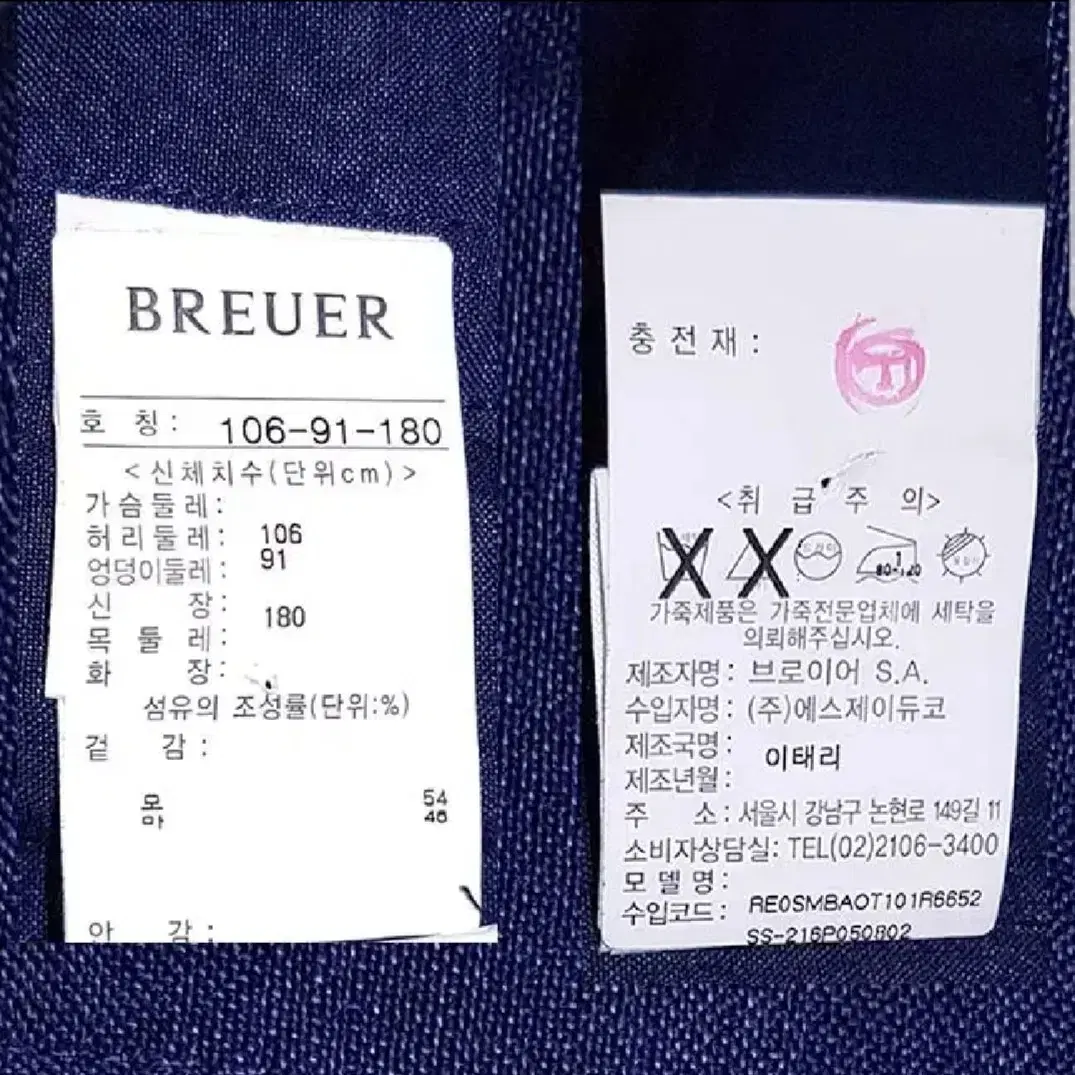 BREUER
호 칭 : 106-91-180
<신체치수(단위cm)>
가슴둘레 :
허리둘레 : 106
엉덩이둘레 : 91
신 장 :
목 둘 레 : 180
화 장 :
섬유의 조성률(단위:%)
겉 감 :
모 54
마 46
안 감 :
충전재 :
<취 급 주 의>
80-120
가죽제품은 가죽전문업체에 세탁을
의뢰해주십시오.
제조자명 : 브로이어 S.A.
수입자명 : (주)에스제이듀코
제조국명 : 이태리
제조년월 :
주 소 : 서울시 강남구 논현로 149길 11
소비자상담실: TEL(02)2106-3400
모 델 명 :
수입코드 : RE0SMBAOT101R6652
SS-216P050802